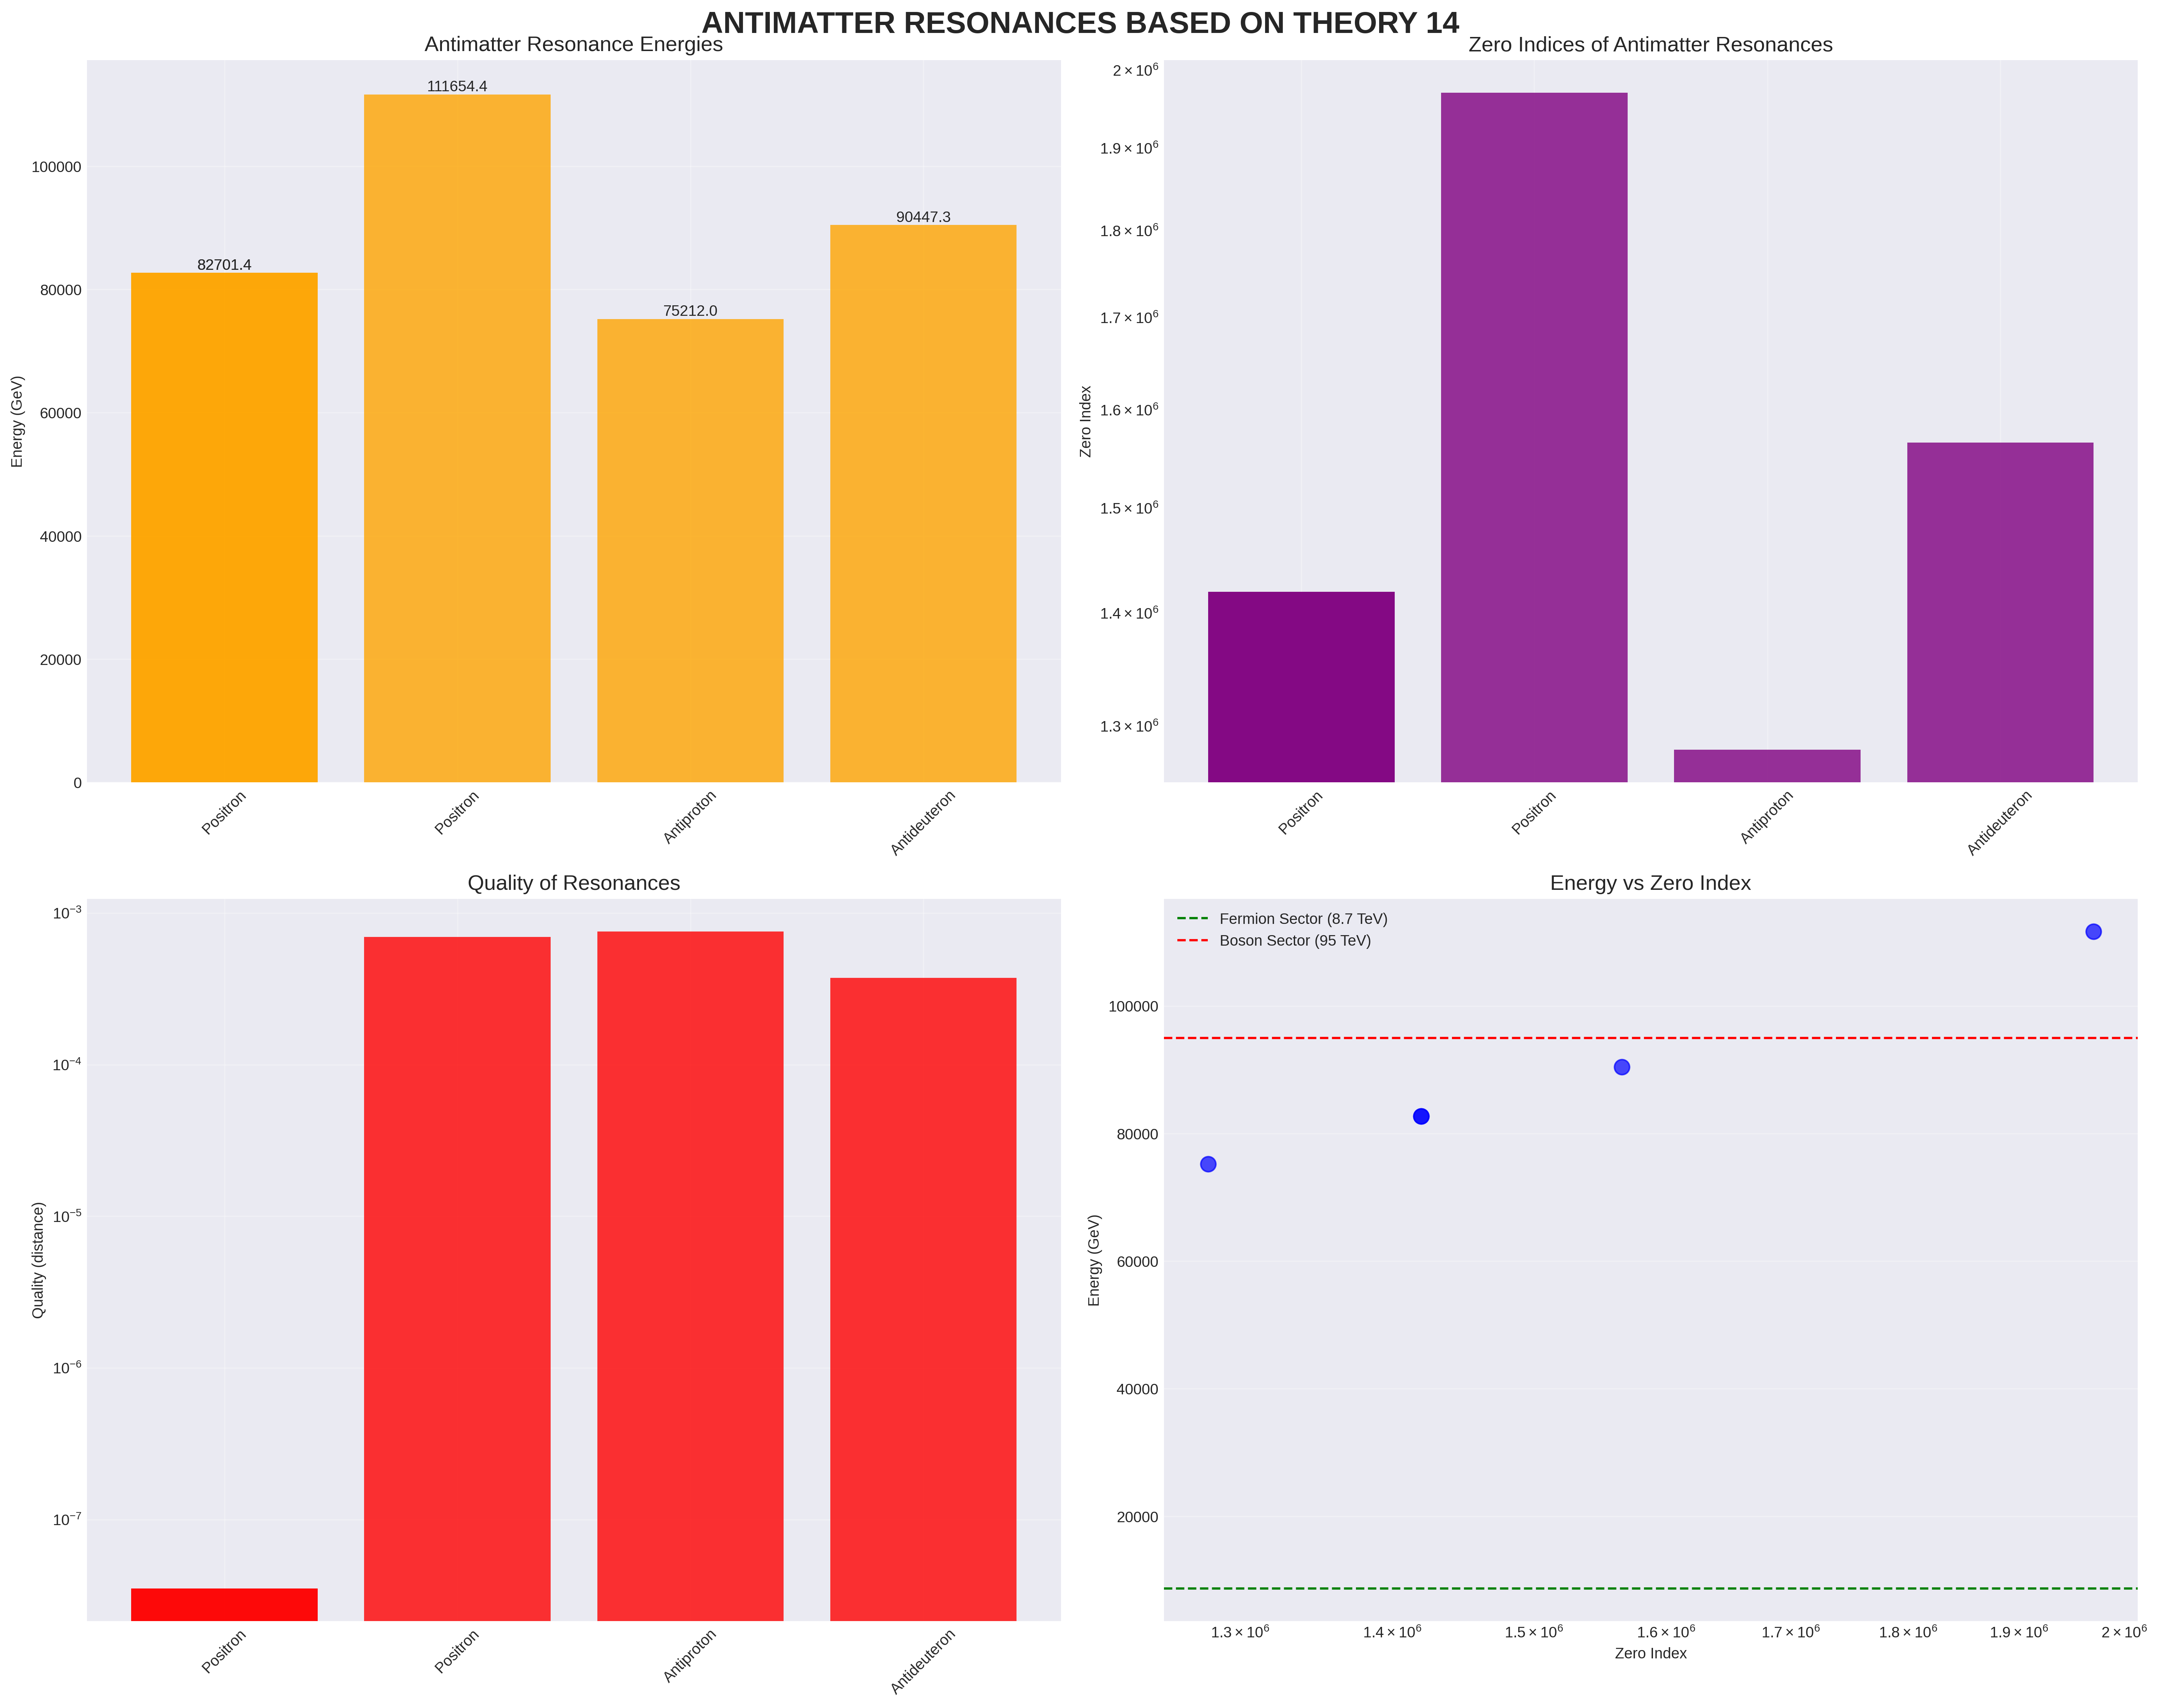 ANTIMATTER RESONANCES BASED ON THEORY 14
Antimatter Resonance Energies
Energy (GeV)
100000
80000
60000
40000
20000
0
82701.4
111654.4
75212.0
90447.3
Positron
Positron
Antiproton
Antideuteron
Zero Indices of Antimatter Resonances
Zero Index
2 × 10⁶
1.9 × 10⁶
1.8 × 10⁶
1.7 × 10⁶
1.6 × 10⁶
1.5 × 10⁶
1.4 × 10⁶
1.3 × 10⁶
Positron
Positron
Antiproton
Antideuteron
Quality of Resonances
Quality (distance)
10⁻³
10⁻⁴
10⁻⁵
10⁻⁶
10⁻⁷
Positron
Positron
Antiproton
Antideuteron
Energy vs Zero Index
Fermion Sector (8.7 TeV)
Boson Sector (95 TeV)
Energy (GeV)
100000
80000
60000
40000
20000
1.3 × 10⁶
1.4 × 10⁶
1.5 × 10⁶
1.6 × 10⁶
1.7 × 10⁶
1.8 × 10⁶
1.9 × 10⁶
2 × 10⁶
Zero Index